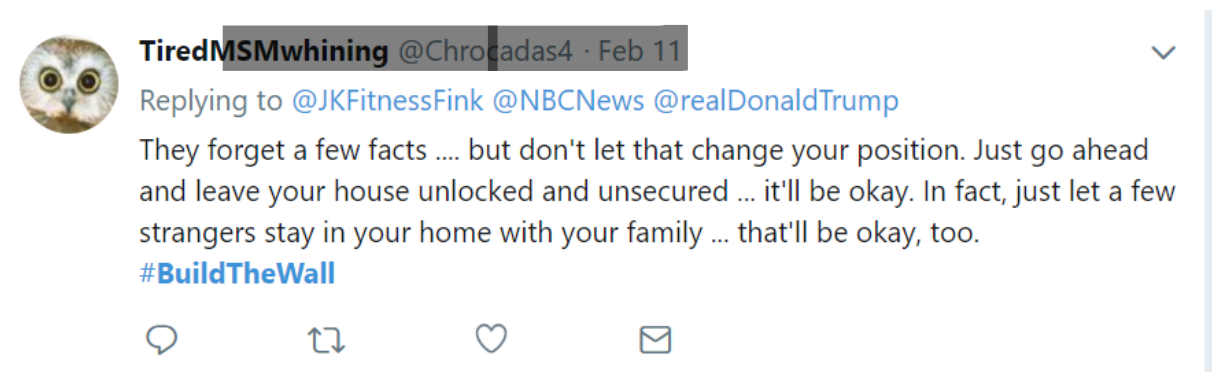 TiredMSMwhining @Chrocadas4 · Feb 11
Replying to @JKFitnessFink @NBCNews @realDonaldTrump
They forget a few facts .... but don't let that change your position. Just go ahead
and leave your house unlocked and unsecured ... it'll be okay. In fact, just let a few
strangers stay in your home with your family ... that'll be okay, too.
#BuildTheWall